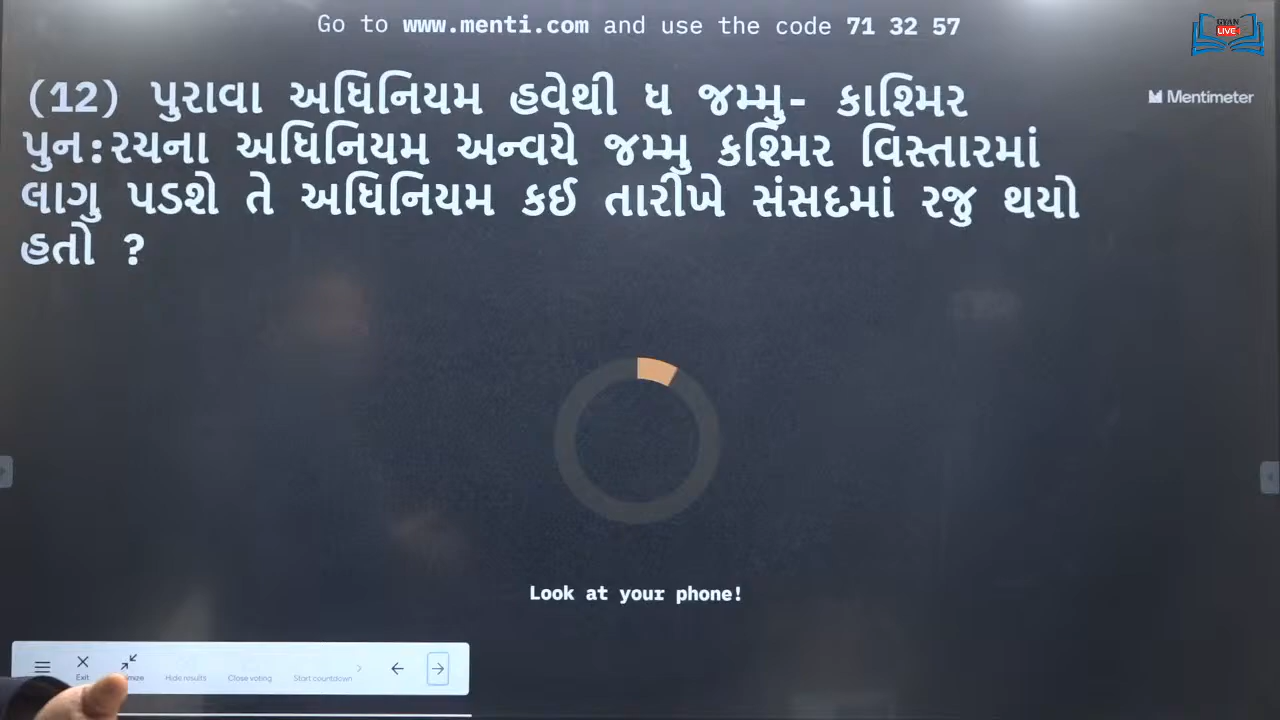 Go to www.menti.com and use the code 71 32 57
GYAN
LIVE
Mentimeter
(12) પુરાવા અધિનિયમ હવેથી ધ જમ્મુ- કાશ્મિર
પુન:રચના અધિનિયમ અન્વયે જમ્મુ કશ્મિર વિસ્તારમાં
લાગુ પડશે તે અધિનિયમ કઈ તારીખે સંસદમાં રજુ થયો
હતો ?
Look at your phone!
Exit
Hide results
Close voting
Start countdown